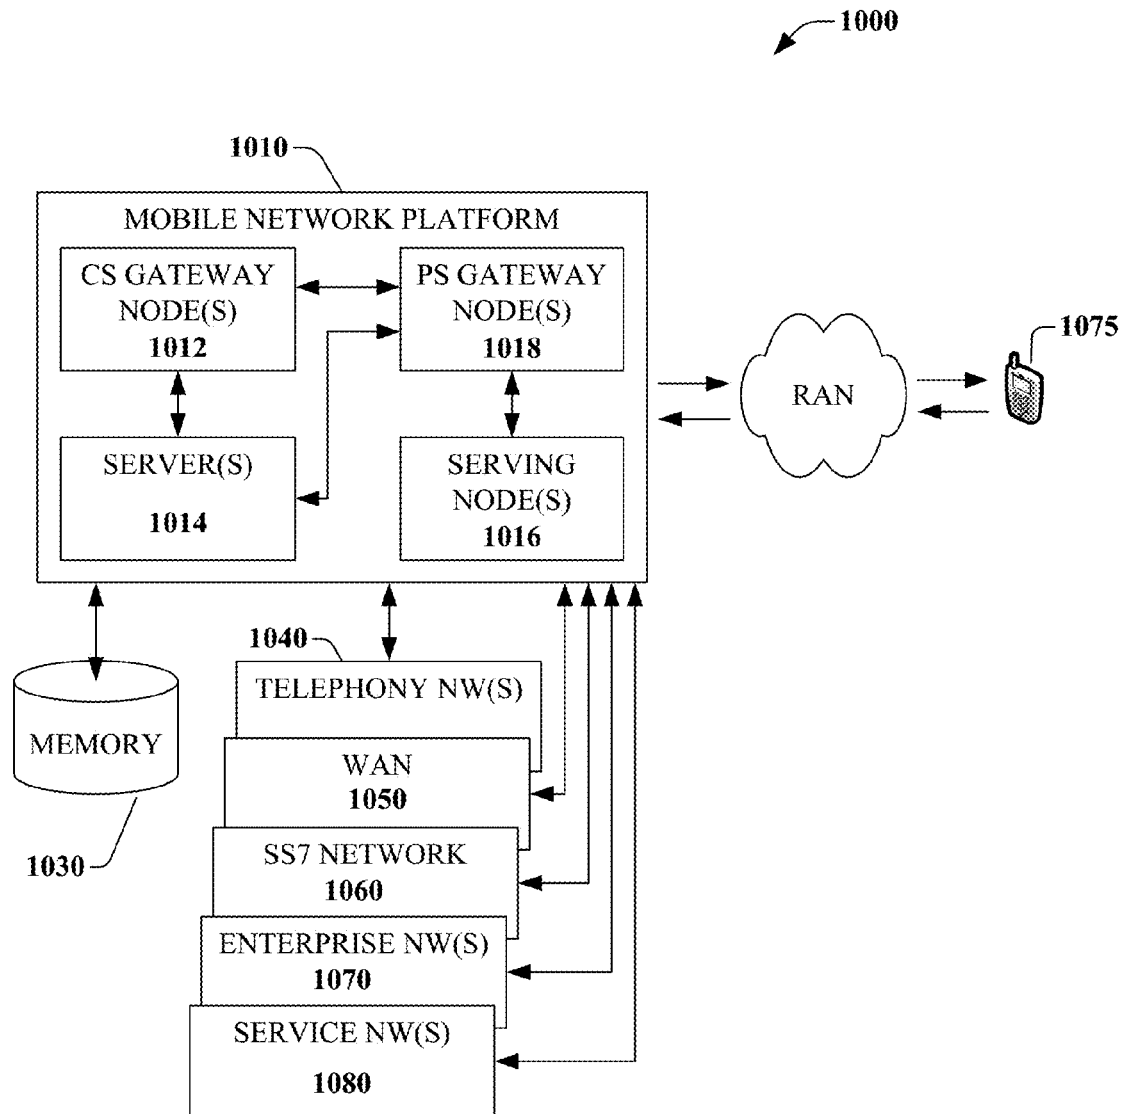 1000
1010
MOBILE NETWORK PLATFORM
CS GATEWAY
NODE(S)
1012
PS GATEWAY
NODE(S)
1018
SERVER(S)
1014
SERVING
NODE(S)
1016
RAN
1075
MEMORY
1030
1040
TELEPHONY NW(S)
WAN
1050
SS7 NETWORK
1060
ENTERPRISE NW(S)
1070
SERVICE NW(S)
1080